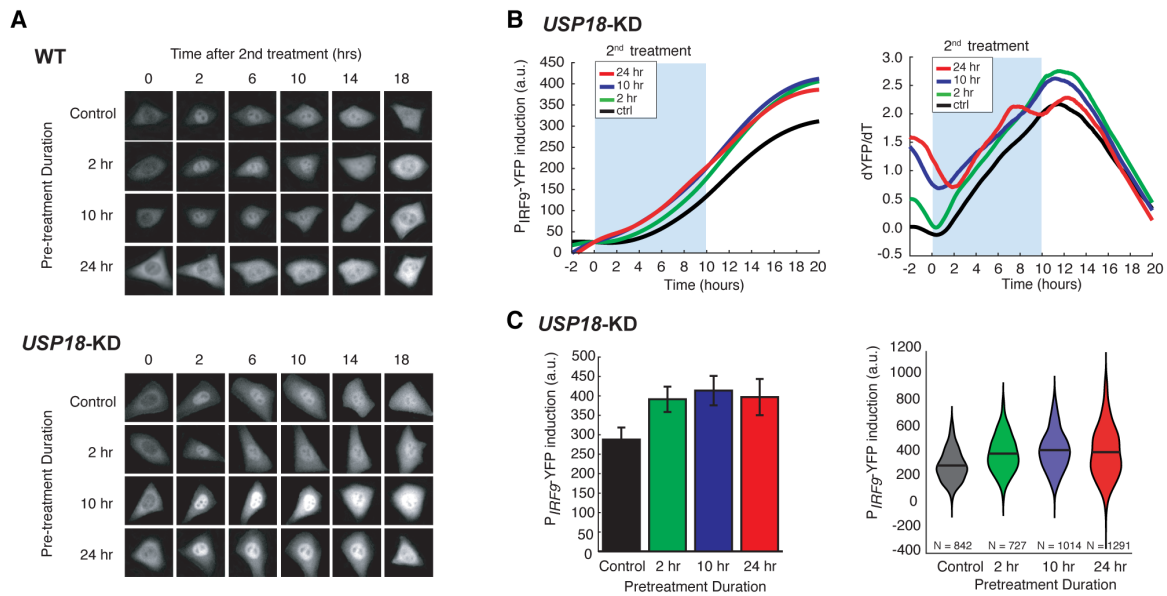 A
WT
Time after 2nd treatment (hrs)
0 2 6 10 14 18
Pre-treatment Duration
Control
2 hr
10 hr
24 hr
USP18-KD
0 2 6 10 14 18
Pre-treatment Duration
Control
2 hr
10 hr
24 hr
B USP18-KD
2nd treatment
24 hr
10 hr
2 hr
ctrl
PIRF9-YFP induction (a.u.)
450
400
350
300
250
200
150
100
50
0
-2 0 2 4 6 8 10 12 14 16 18 20
Time (hours)
2nd treatment
24 hr
10 hr
2 hr
ctrl
dYFP/dT
3.0
2.5
2.0
1.5
1.0
0.5
0.0
-0.5
-2 0 2 4 6 8 10 12 14 16 18 20
Time (hours)
C USP18-KD
PIRF9-YFP induction (a.u.)
500
450
400
350
300
250
200
150
100
50
0
Control 2 hr 10 hr 24 hr
Pretreatment Duration
PIRF9-YFP induction (a.u.)
1200
1000
800
600
400
200
0
-200
-400
N = 842 N = 727 N = 1014 N = 1291
Control 2 hr 10 hr 24 hr
Pretreatment Duration